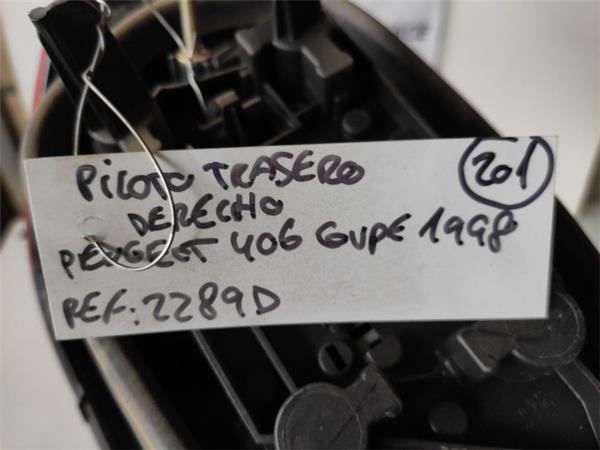 PILOTO TRASERO
201
DERECHO
PEUGEOT 406 CUPE 1998
REF: 2289D